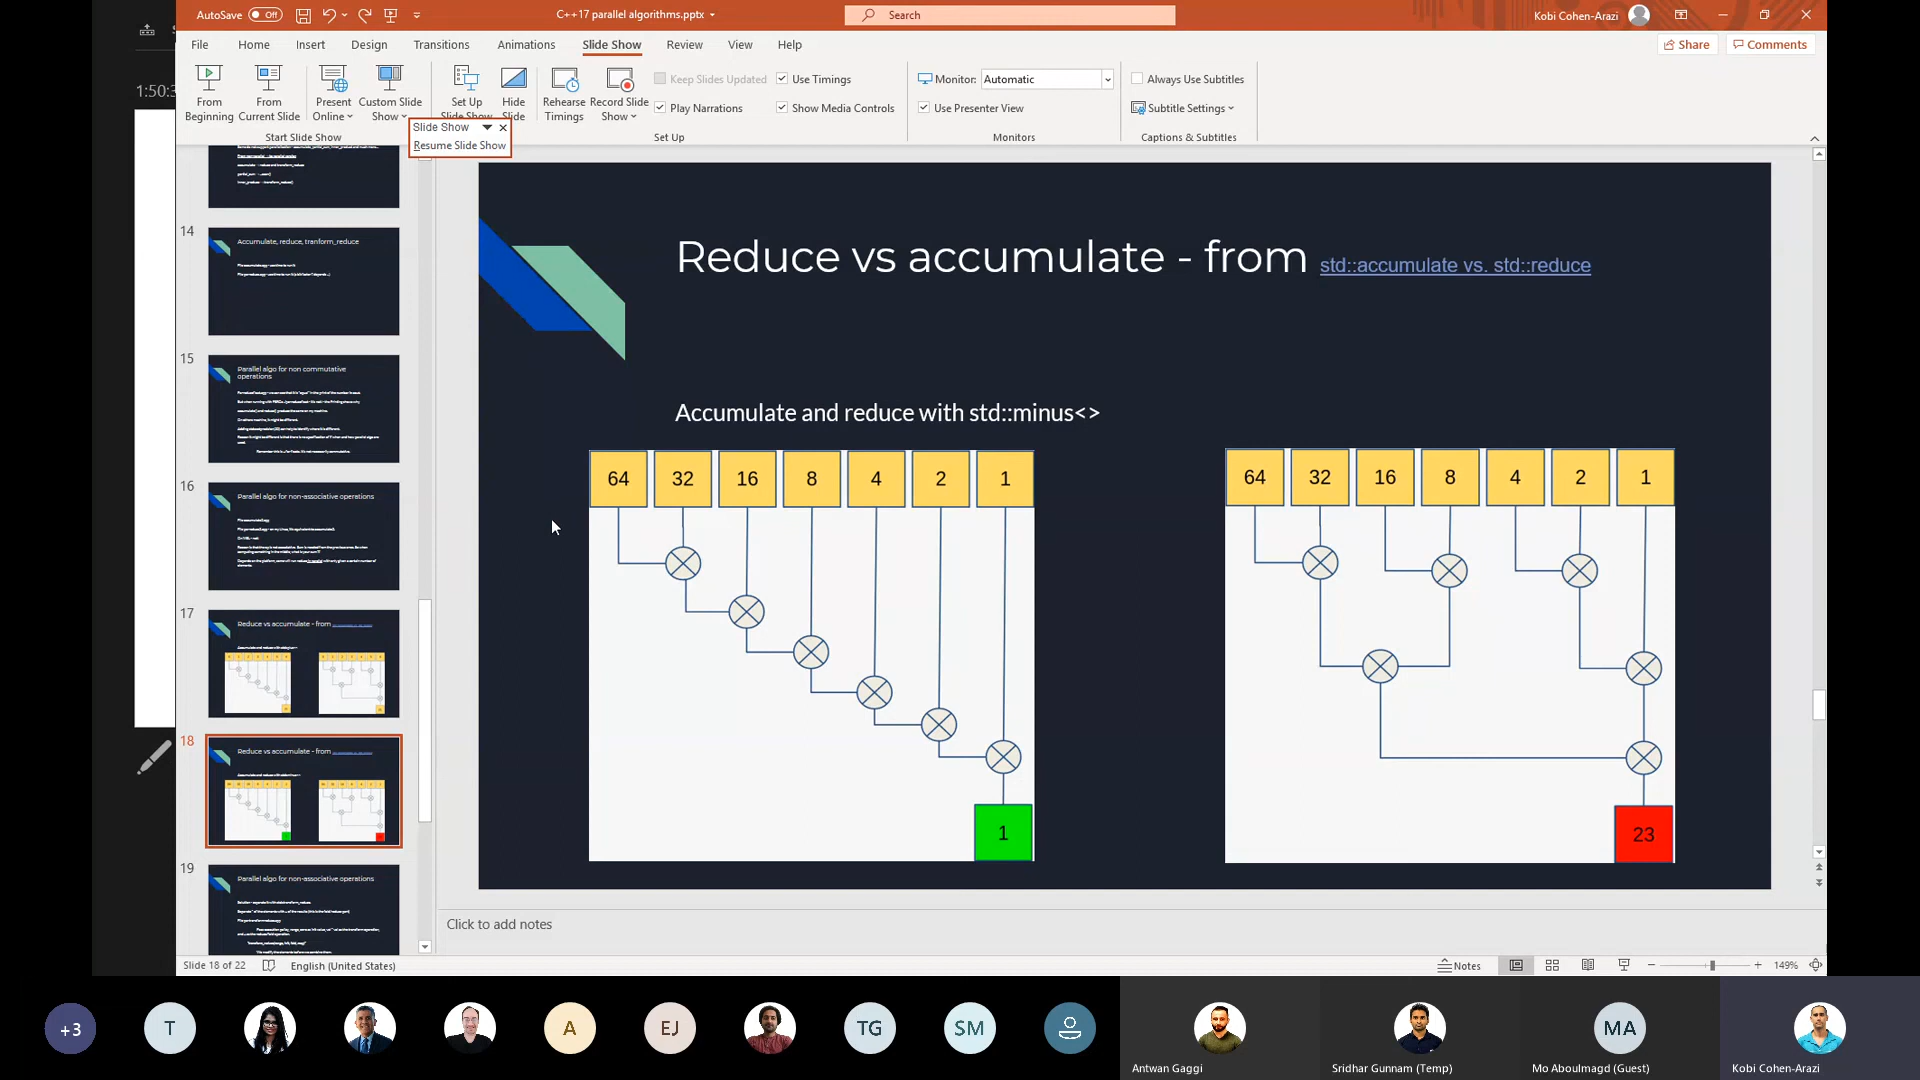 AutoSave Off
C++17 parallel algorithms.pptx
Search
Kobi Cohen-Arazi
File Home Insert Design Transitions Animations Slide Show Review View Help
Share Comments
1:50:3
From Beginning
From Current Slide
Present Online
Custom Slide Show
Set Up Slide Show
Hide Slide
Rehearse Timings
Record Slide Show
Keep Slides Updated
Play Narrations
Use Timings
Show Media Controls
Monitor: Automatic
Use Presenter View
Always Use Subtitles
Subtitle Settings
Start Slide Show
Set Up
Monitors
Captions & Subtitles
Slide Show
Resume Slide Show
14
Accumulate, reduce, tranform_reduce
15
Parallel algo for non commutative
operations
16
Parallel algo for non-associative operations
17
Reduce vs accumulate - from
18
Reduce vs accumulate - from
19
Parallel algo for non-associative operations
Reduce vs accumulate - from std::accumulate vs. std::reduce
Accumulate and reduce with std::minus<>
64 32 16 8 4 2 1
1
64 32 16 8 4 2 1
23
Click to add notes
Slide 18 of 22
English (United States)
Notes
149%
+3
T
A
EJ
TG
SM
MA
Antwan Gaggi
Sridhar Gunnam (Temp)
Mo Aboulmagd (Guest)
Kobi Cohen-Arazi